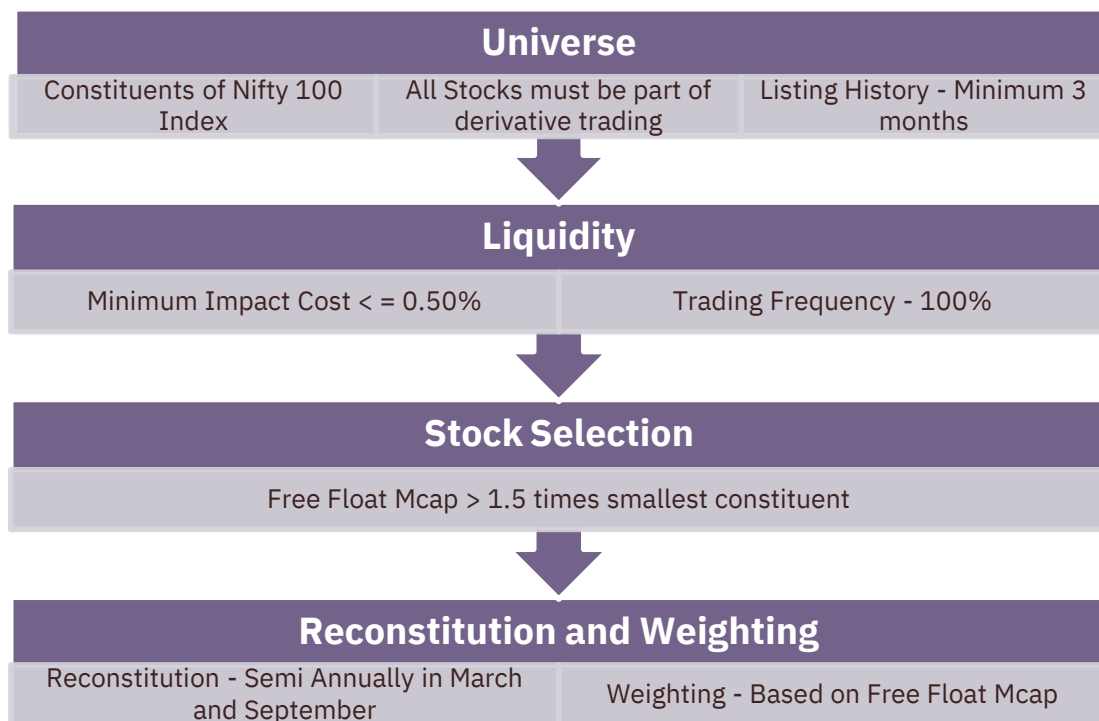 Universe
Constituents of Nifty 100
Index
All Stocks must be part of
derivative trading
Listing History - Minimum 3
months
Liquidity
Minimum Impact Cost < = 0.50%
Trading Frequency - 100%
Stock Selection
Free Float Mcap > 1.5 times smallest constituent
Reconstitution and Weighting
Reconstitution - Semi Annually in March
and September
Weighting - Based on Free Float Mcap